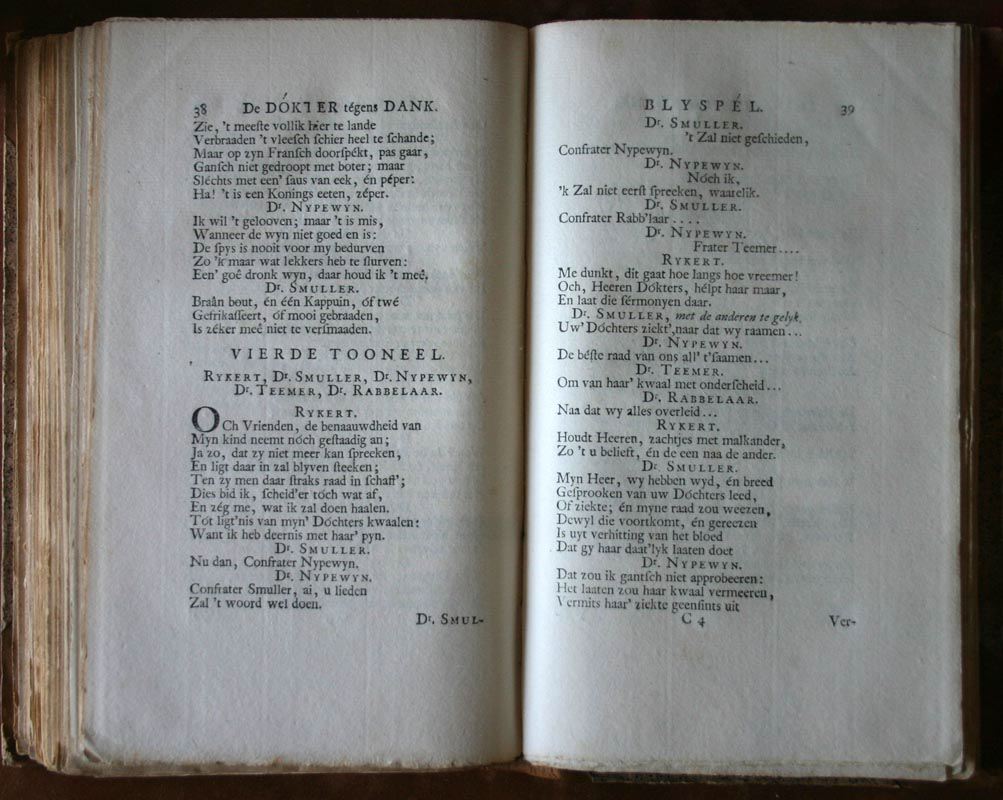 38 De DÓKTER tégens DANK.
Zie, 't meeſte vollik hier te lande
Verbraaden 't vleeſch ſchier heel te ſchande;
Maar op zyn Franſch doorſpékt, pas gaar,
Ganſch niet gedroopt met boter; maar
Sléchts met een' ſaus van eek, én péper:
Ha! 't is een Konings eeten, zéper.
Dr. NYPEWYN.
Ik wil 't gelooven; maar 't is mis,
Wanneer de wyn niet goed en is:
De ſpys is nooit voor my bedurven
Zo 'k maar wat lekkers heb te ſlurven:
Een' goê dronk wyn, daar houd ik 't meê.
Dr. SMULLER.
Braân bout, én één Kappuin, óf twé
Gefrikaſſeert, óf mooi gebraaden,
Is zéker meê niet te verſmaaden.
VIERDE TOONEEL.
RYKERT, Dr. SMULLER, Dr. NYPEWYN,
Dr. TEEMER, Dr. RABBELAAR.
RYKERT.
OCh Vrienden, de benaauwdheid van
Myn kind neemt nóch geſtaadig an;
Ja zo, dat zy niet meer kan ſpreeken,
En ligt daar in zal blyven ſteeken;
Ten zy men daar ſtraks raad in ſchaff';
Dies bid ik, ſcheid'er tóch wat af,
En zég me, wat ik zal doen haalen.
Tót ligt'nis van myn' Dóchters kwaalen:
Want ik heb deernis met haar' pyn.
Dr. SMULLER.
Nu dan, Confrater Nypewyn.
Dr. NYPEWYN.
Confrater Smuller, ai, u lieden
Zal 't woord wel doen.
Dr. SMUL-
BLYSPÉL. 39
Dr. SMULLER.
't Zal niet geſchieden,
Confrater Nypewyn.
Dr. NYPEWYN.
Nóch ik,
'k Zal niet eerſt ſpreeken, waarelik.
Dr. SMULLER.
Confrater Rabb'laar....
Dr. NYPEWYN.
Frater Teemer....
RYKERT.
Me dunkt, dit gaat hoe langs hoe vreemer!
Och, Heeren Dókters, hélpt haar maar,
En laat die férmonyen daar.
Dr. SMULLER, met de anderen te gelyk.
Uw' Dóchters ziekt', naar dat wy raamen...
Dr. NYPEWYN.
De béſte raad van ons all' t'ſaamen...
Dr. TEEMER.
Om van haar' kwaal met onderſcheid...
Dr. RABBELAAR.
Naa dat wy alles overleid...
RYKERT.
Houdt Heeren, zachtjes met malkander,
Zo 't u belieft, én de een naa de ander.
Dr. SMULLER.
Myn Heer, wy hebben wyd, én breed
Geſprooken van uw Dóchters leed,
Óf ziekte; én myne raad zou weezen,
Dewyl die voortkomt, én gereezen
Is uyt verhitting van het bloed
Dat gy haar daat'lyk laaten doet
Dr. NYPEWYN.
Dat zou ik gantſch niet approbeeren:
Het laaten zou haar kwaal vermeeren,
Vermits haar' ziekte geenſints uit
C 4 Ver-